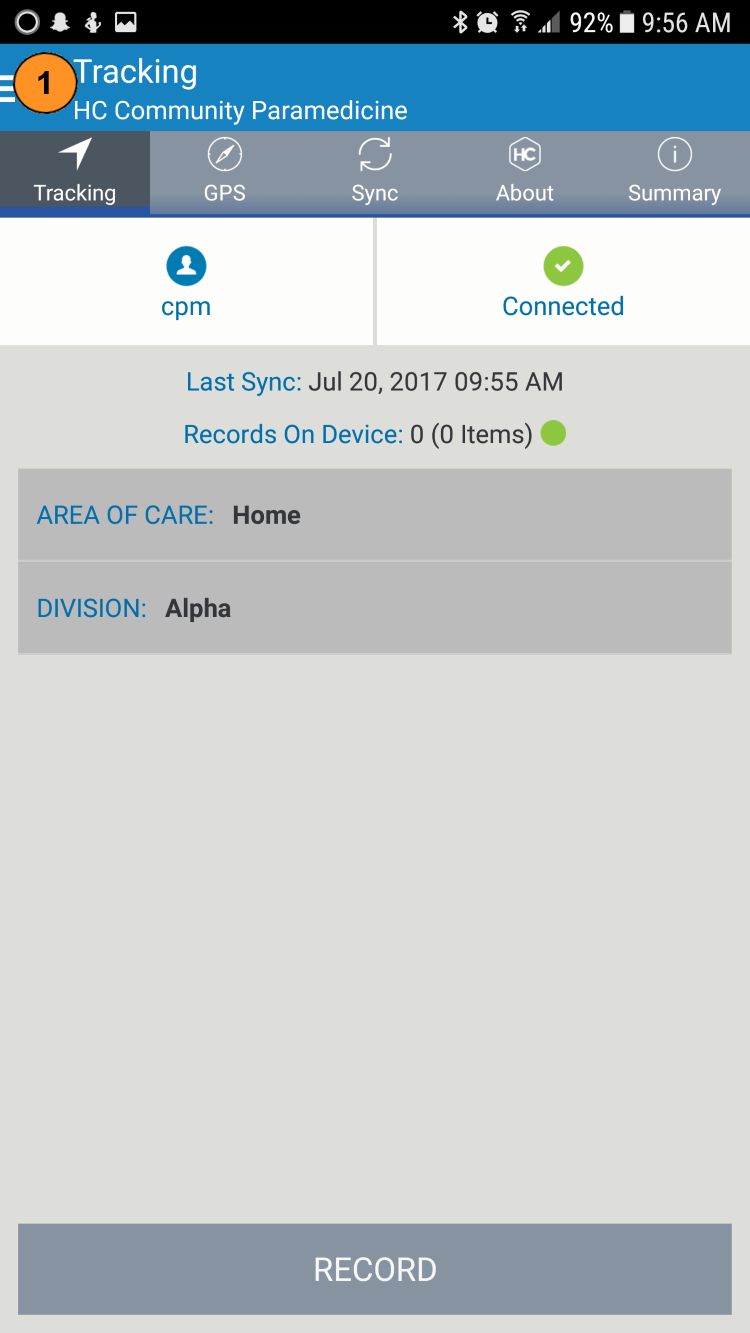 92% 9:56 AM
1
Tracking
HC Community Paramedicine
HC
Tracking GPS Sync About Summary
cpm Connected
Last Sync: Jul 20, 2017 09:55 AM
Records On Device: 0 (0 Items)
AREA OF CARE: Home
DIVISION: Alpha
RECORD